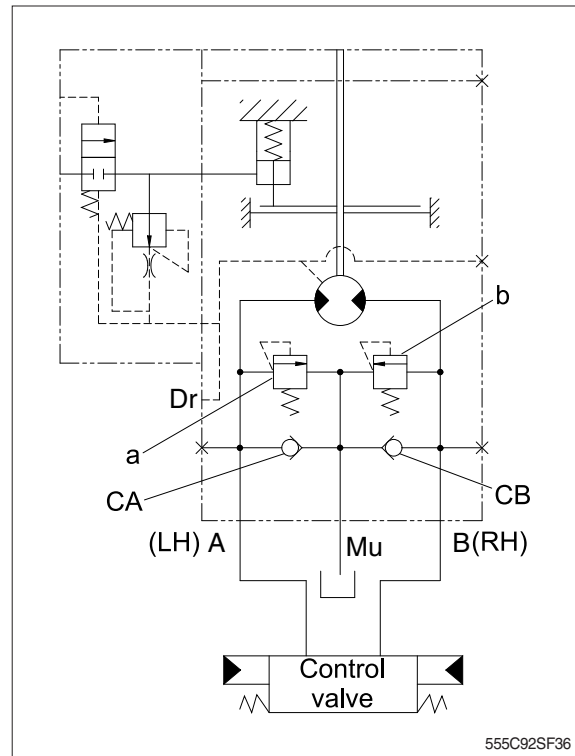 b
Dr
a
CA
CB
(LH) A
Mu
B(RH)
Control
valve
555C92SF36